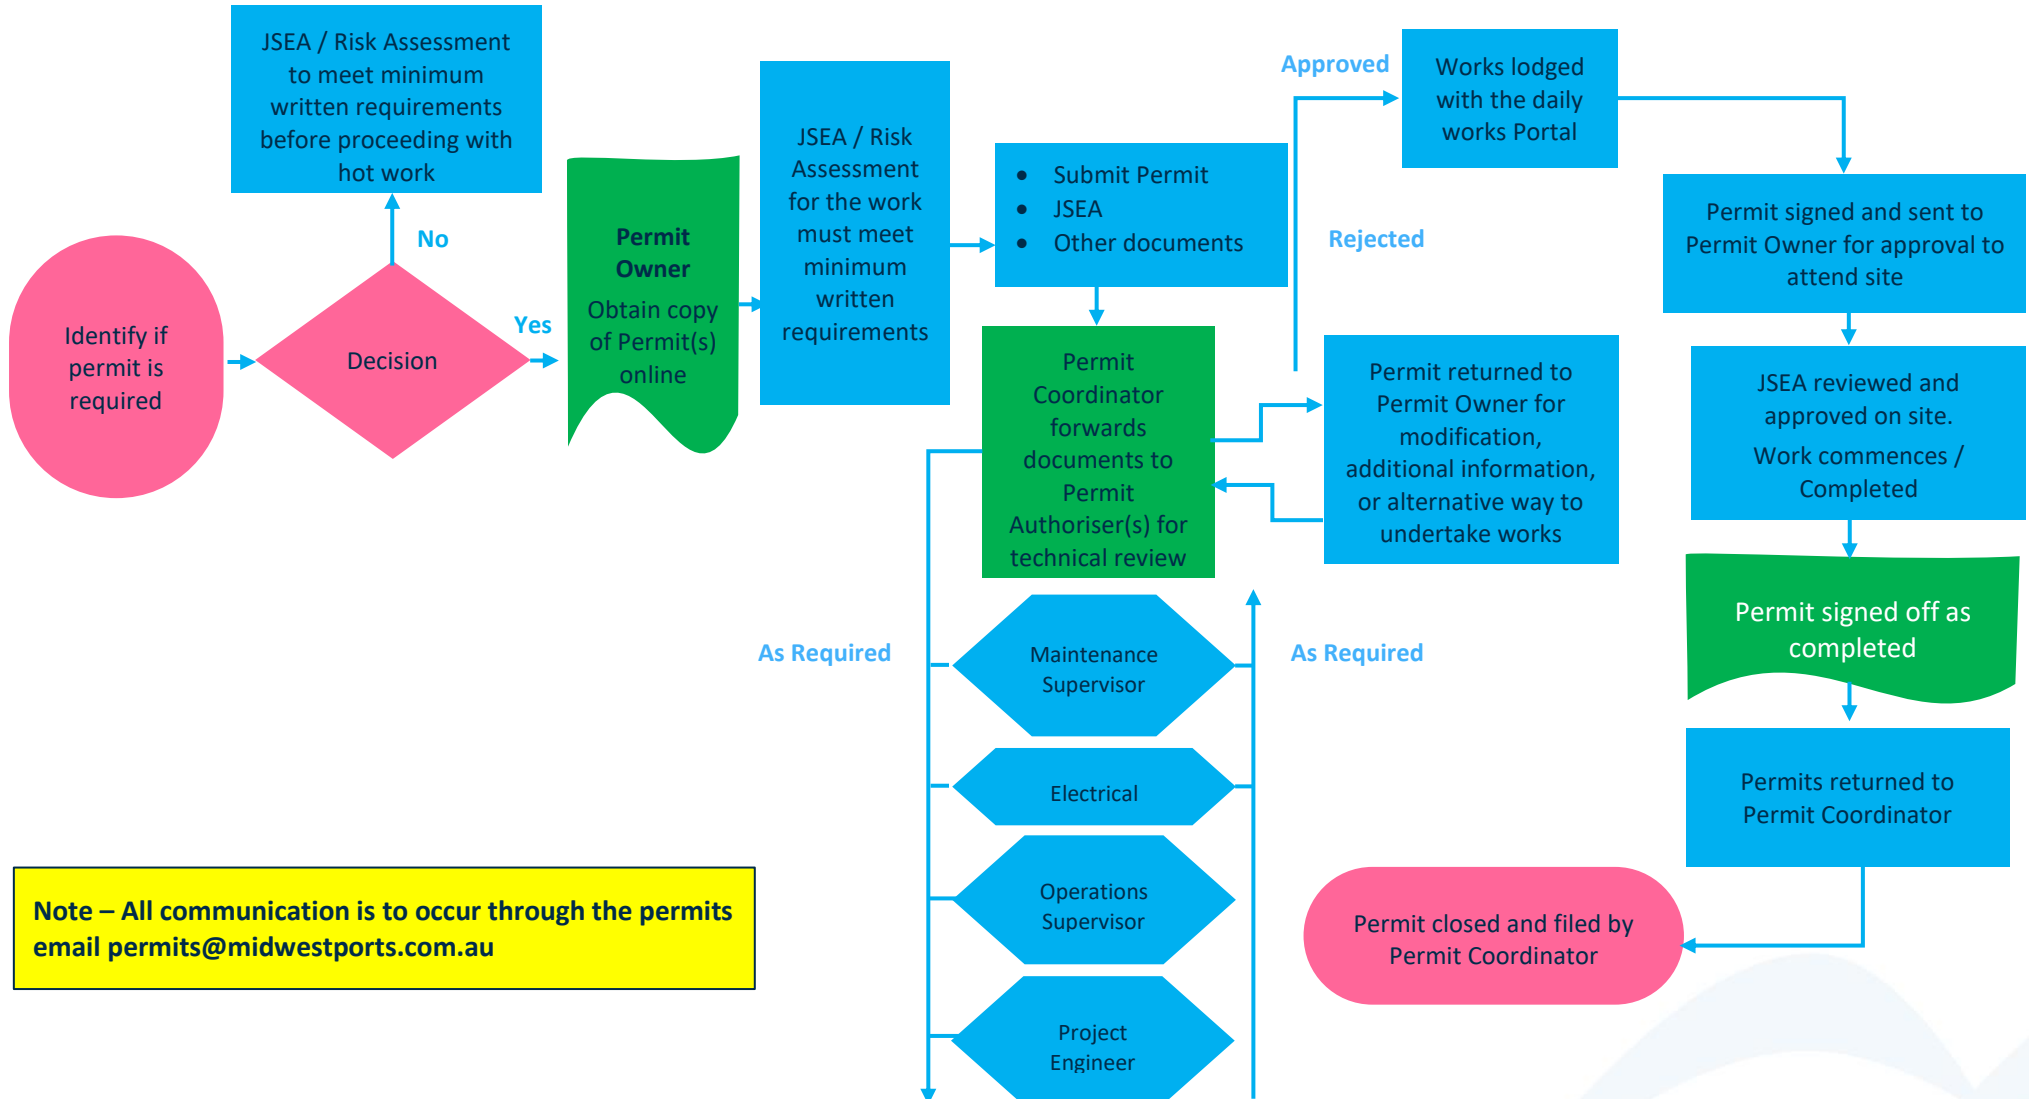 JSEA / Risk Assessment
to meet minimum
written requirements
before proceeding with
hot work
No
Identify if
permit is
required
Decision
Yes
Permit
Owner
Obtain copy
of Permit(s)
online
JSEA / Risk
Assessment
for the work
must meet
minimum
written
requirements
• Submit Permit
• JSEA
• Other documents
Permit
Coordinator
forwards
documents to
Permit
Authoriser(s) for
technical review
Approved
Rejected
Permit returned to
Permit Owner for
modification,
additional information,
or alternative way to
undertake works
Works lodged
with the daily
works Portal
Permit signed and sent to
Permit Owner for approval to
attend site
JSEA reviewed and
approved on site.
Work commences /
Completed
Permit signed off as
completed
Permits returned to
Permit Coordinator
Permit closed and filed by
Permit Coordinator
As Required
Maintenance
Supervisor
As Required
Electrical
Operations
Supervisor
Project
Engineer
Note – All communication is to occur through the permits
email permits@midwestports.com.au